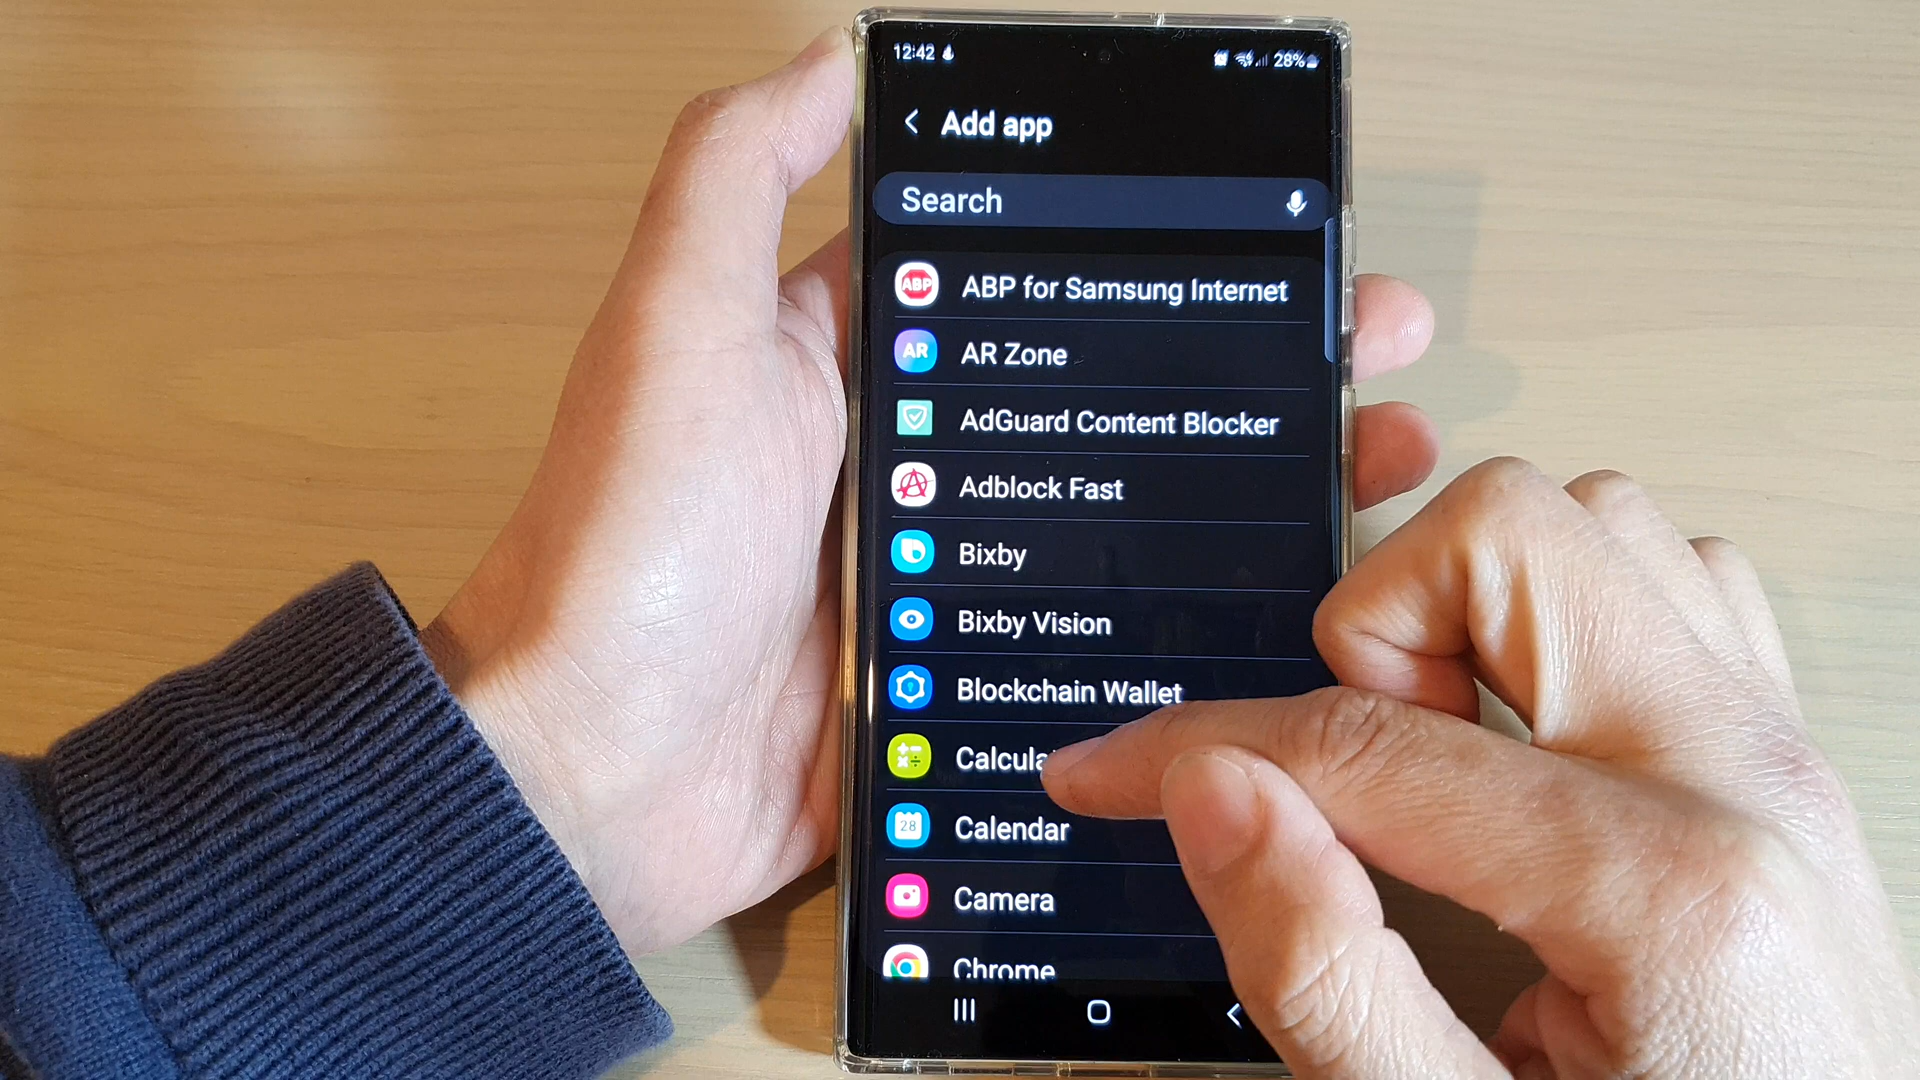 12:42
28%
Add app
Search
ABP
ABP for Samsung Internet
AR
AR Zone
AdGuard Content Blocker
Adblock Fast
Bixby
Bixby Vision
Blockchain Wallet
Calcula
28
Calendar
Camera
Chrome